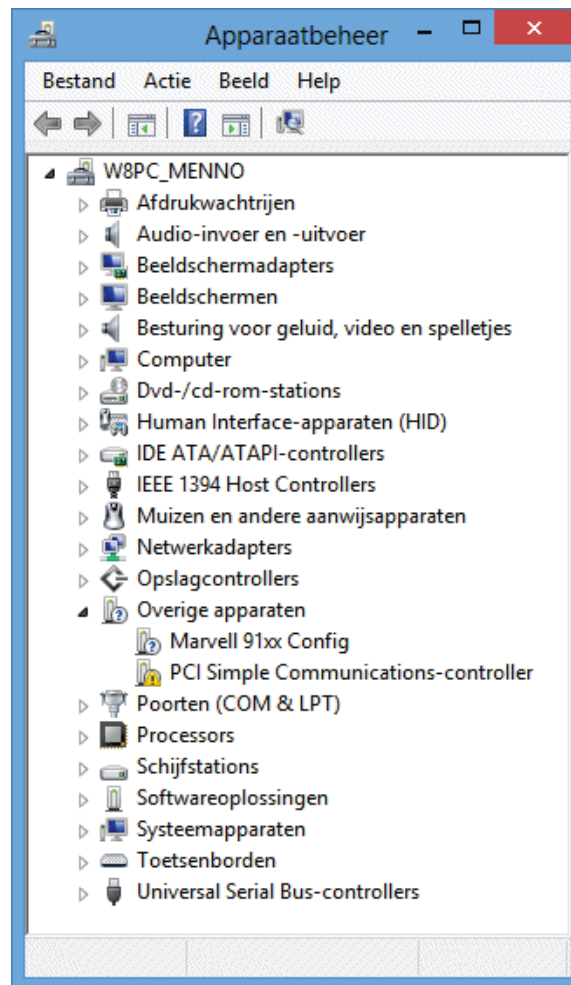 Apparaatbeheer
Bestand Actie Beeld Help
W8PC_MENNO
Afdrukwachtrijen
Audio-invoer en -uitvoer
Beeldschermadapters
Beeldschermen
Besturing voor geluid, video en spelletjes
Computer
Dvd-/cd-rom-stations
Human Interface-apparaten (HID)
IDE ATA/ATAPI-controllers
IEEE 1394 Host Controllers
Muizen en andere aanwijsapparaten
Netwerkadapters
Opslagcontrollers
Overige apparaten
Marvell 91xx Config
PCI Simple Communications-controller
Poorten (COM & LPT)
Processors
Schijfstations
Softwareoplossingen
Systeemapparaten
Toetsenborden
Universal Serial Bus-controllers